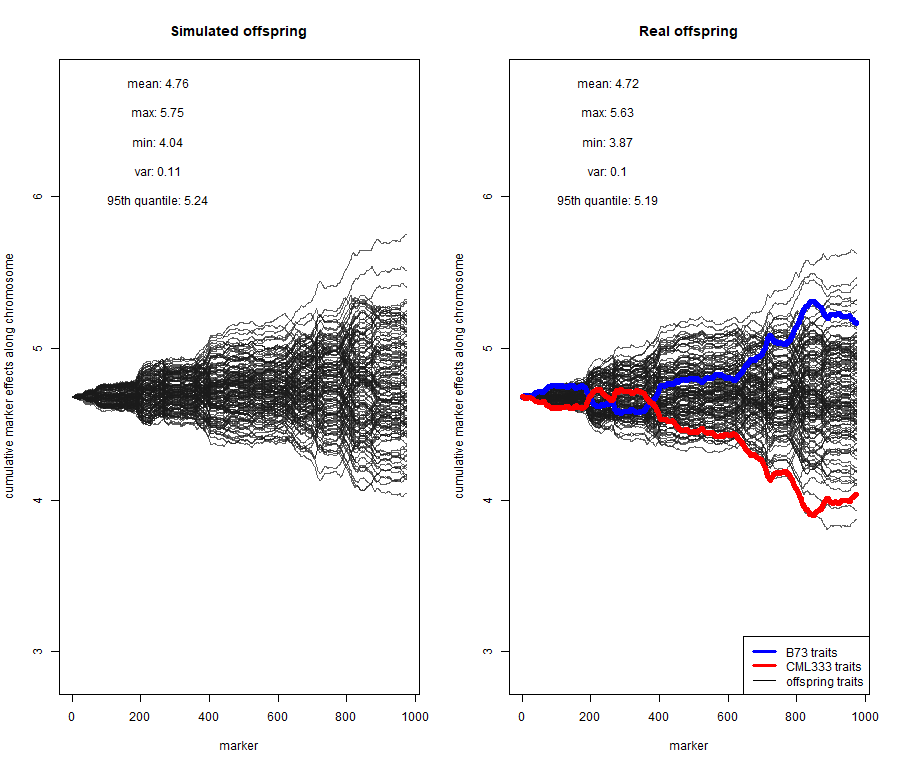 Simulated offspring
mean: 4.76
max: 5.75
min: 4.04
var: 0.11
95th quantile: 5.24
cumulative marker effects along chromosome
6
5
4
3
0 200 400 600 800 1000
marker
Real offspring
mean: 4.72
max: 5.63
min: 3.87
var: 0.1
95th quantile: 5.19
cumulative marker effects along chromosome
6
5
4
3
B73 traits
CML333 traits
offspring traits
0 200 400 600 800 1000
marker